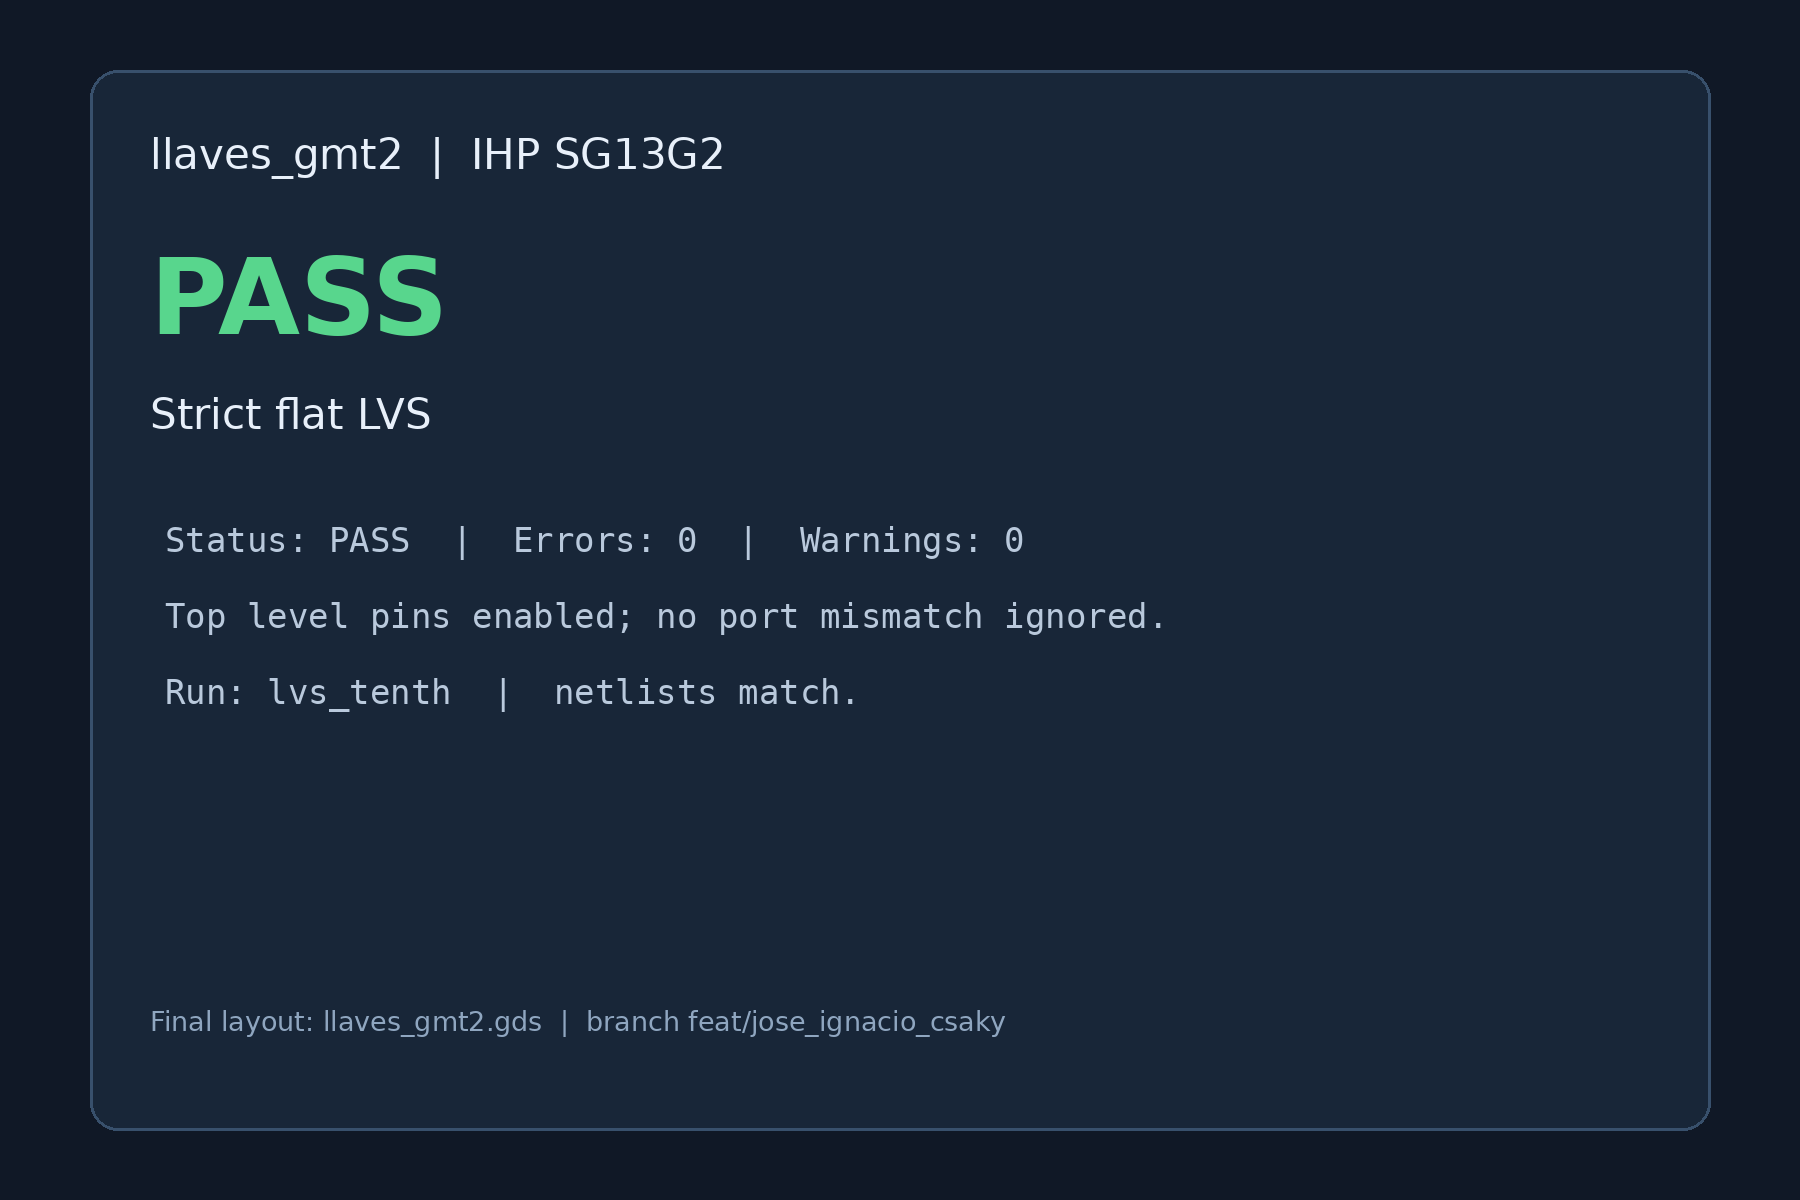 llaves_gmt2 | IHP SG13G2
PASS
Strict flat LVS
Status: PASS | Errors: 0 | Warnings: 0
Top level pins enabled; no port mismatch ignored.
Run: lvs_tenth | netlists match.
Final layout: llaves_gmt2.gds | branch feat/jose_ignacio_csaky